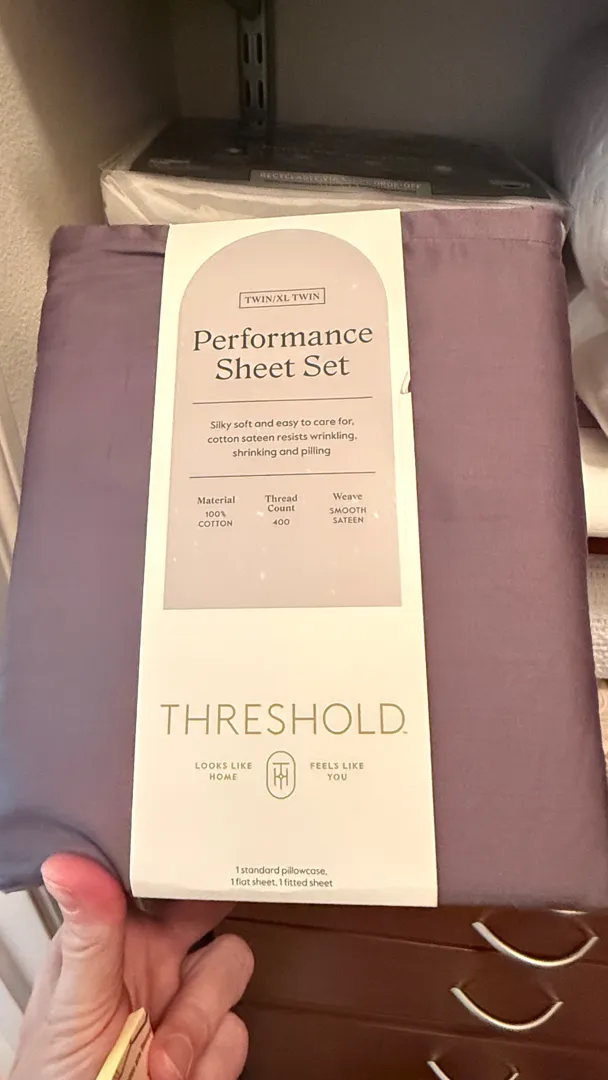 TWIN/XL TWIN
Performance
Sheet Set
Silky soft and easy to care for,
cotton sateen resists wrinkling,
shrinking and pilling
Material
100%
COTTON
Thread
Count
400
Weave
SMOOTH
SATEEN
THRESHOLD™
LOOKS LIKE
HOME
TH
FEELS LIKE
YOU
1 standard pillowcase,
1 flat sheet, 1 fitted sheet